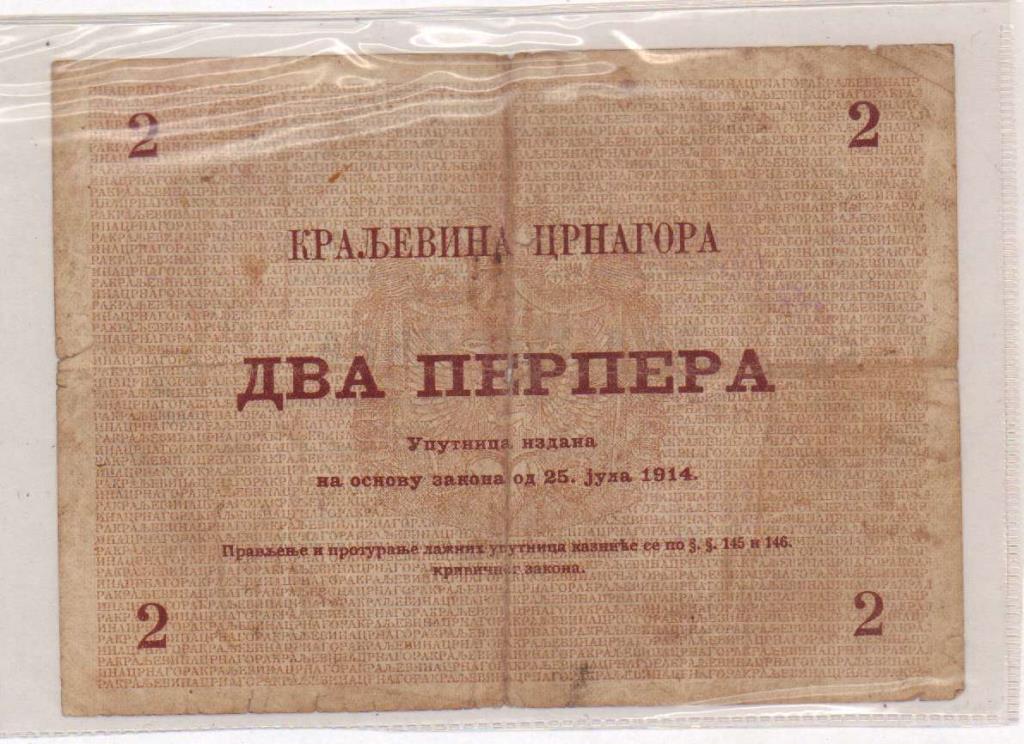 2 2
КРАЉЕВИНА ЦРНАГОРА
ДВА ПЕРПЕРА
Упутница издана
на основу закона од 25. јула 1914.
Прављење и протурање лажних упутница казниће се по §. §. 145 и 146.
кривичног закона.
2 2